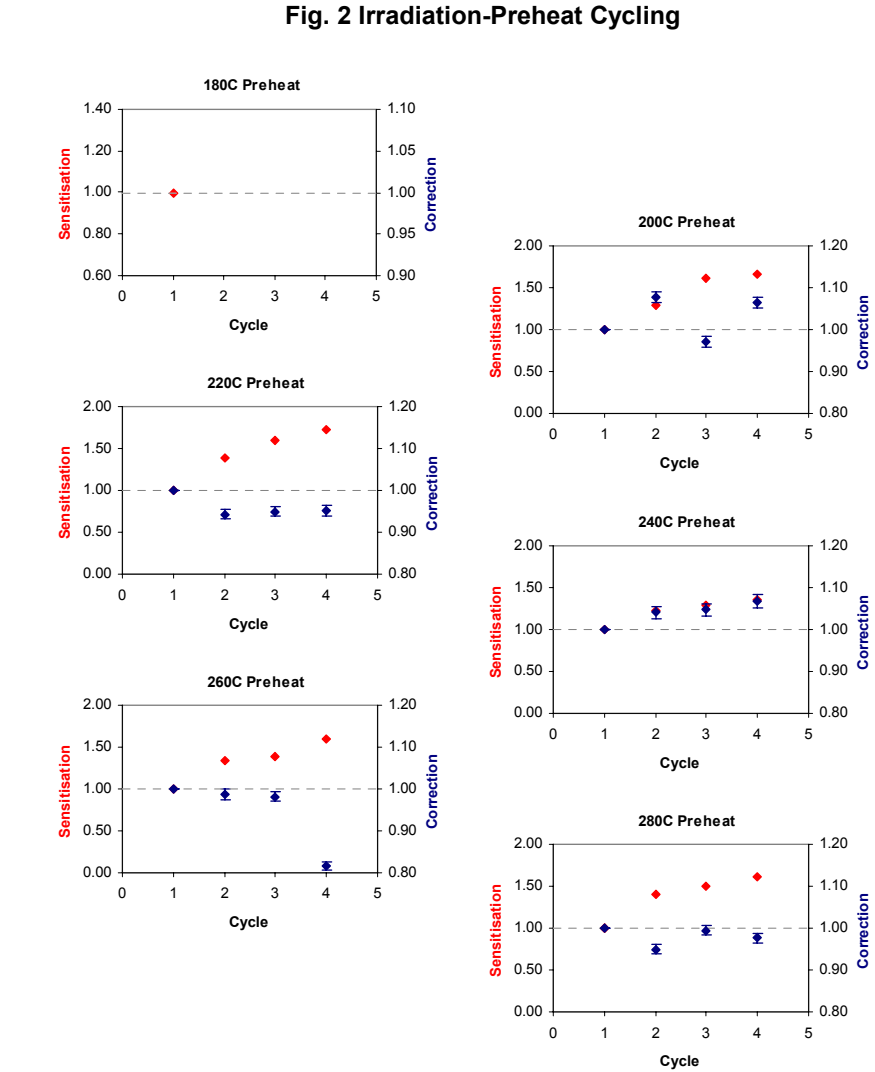 Fig. 2 Irradiation-Preheat Cycling
180C Preheat
1.40 1.10
1.20 1.05
1.00 1.00
0.80 0.95
0.60 0.90
0 1 2 3 4 5
Cycle
Sensitisation
Correction
200C Preheat
2.00 1.20
1.50 1.10
1.00 1.00
0.50 0.90
0.00 0.80
0 1 2 3 4 5
Cycle
Sensitisation
Correction
220C Preheat
2.00 1.20
1.50 1.10
1.00 1.00
0.50 0.90
0.00 0.80
0 1 2 3 4 5
Cycle
Sensitisation
Correction
240C Preheat
2.00 1.20
1.50 1.10
1.00 1.00
0.50 0.90
0.00 0.80
0 1 2 3 4 5
Cycle
Sensitisation
Correction
260C Preheat
2.00 1.20
1.50 1.10
1.00 1.00
0.50 0.90
0.00 0.80
0 1 2 3 4 5
Cycle
Sensitisation
Correction
280C Preheat
2.00 1.20
1.50 1.10
1.00 1.00
0.50 0.90
0.00 0.80
0 1 2 3 4 5
Cycle
Sensitisation
Correction